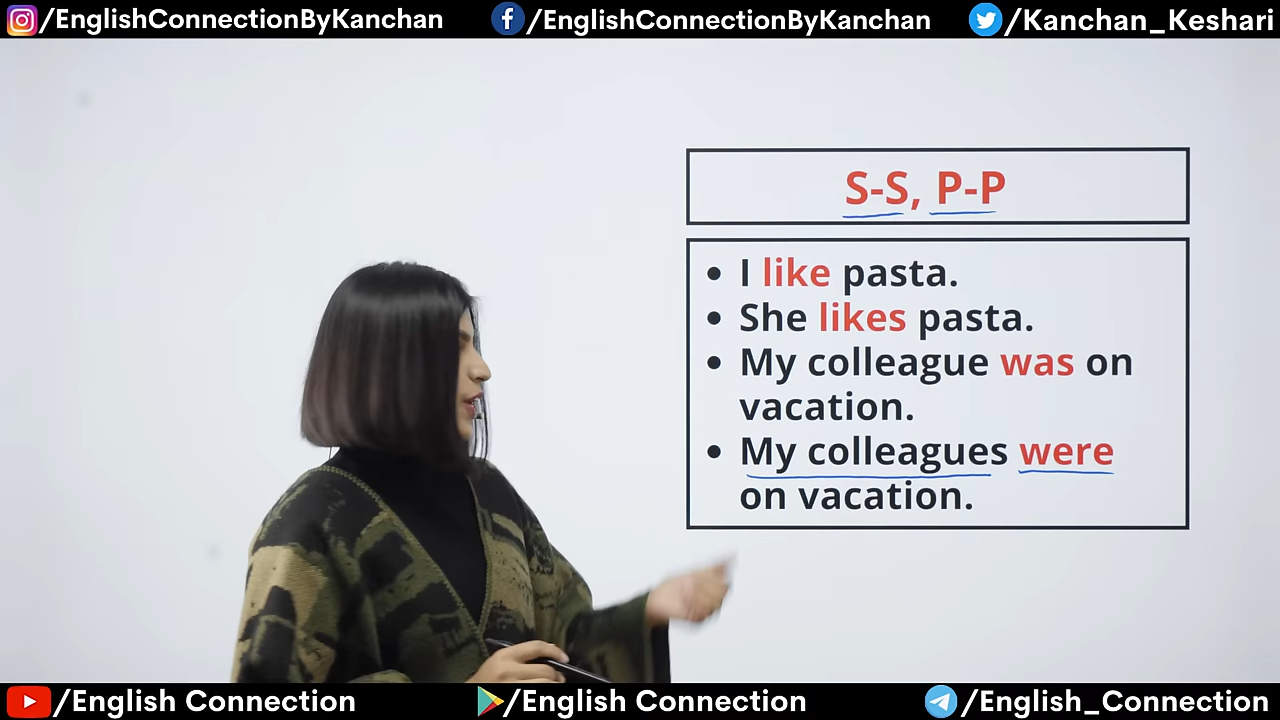 /EnglishConnectionByKanchan /EnglishConnectionByKanchan /Kanchan_Keshari
S-S, P-P
• I like pasta.
• She likes pasta.
• My colleague was on
vacation.
• My colleagues were
on vacation.
/English Connection /English Connection /English_Connection